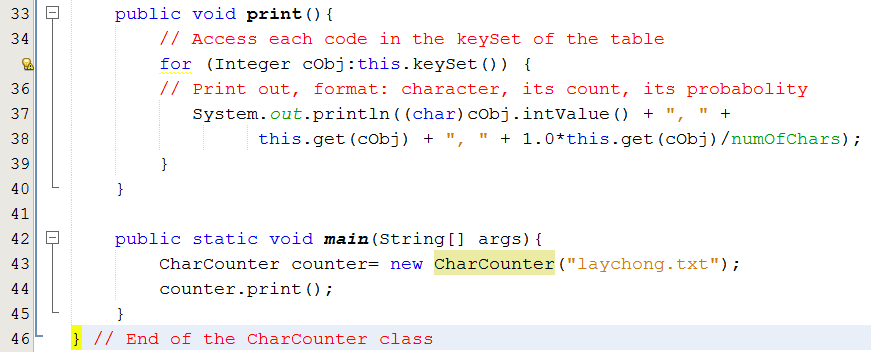 33 public void print(){
34 // Access each code in the keySet of the table
for (Integer cObj:this.keySet()) {
36 // Print out, format: character, its count, its probabolity
37 System.out.println((char)cObj.intValue() + ", " +
38 this.get(cObj) + ", " + 1.0*this.get(cObj)/numOfChars);
39 }
40 }
41
42 public static void main(String[] args){
43 CharCounter counter= new CharCounter("laychong.txt");
44 counter.print();
45 }
46 } // End of the CharCounter class